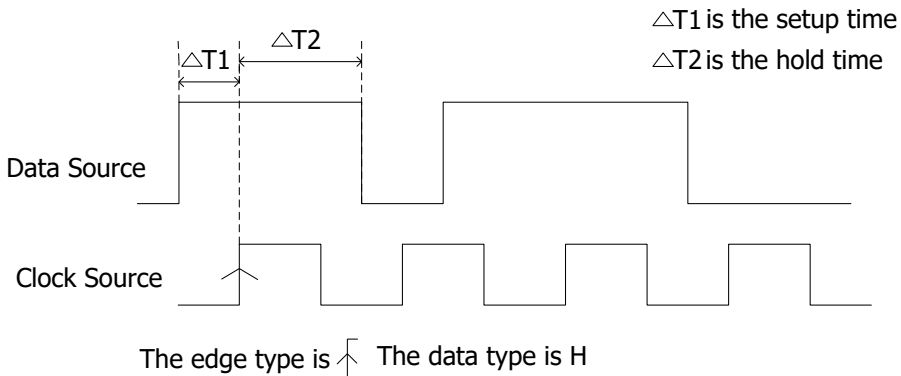 △T1 is the setup time
△T2 is the hold time
△T1
△T2
Data Source
Clock Source
The edge type is The data type is H